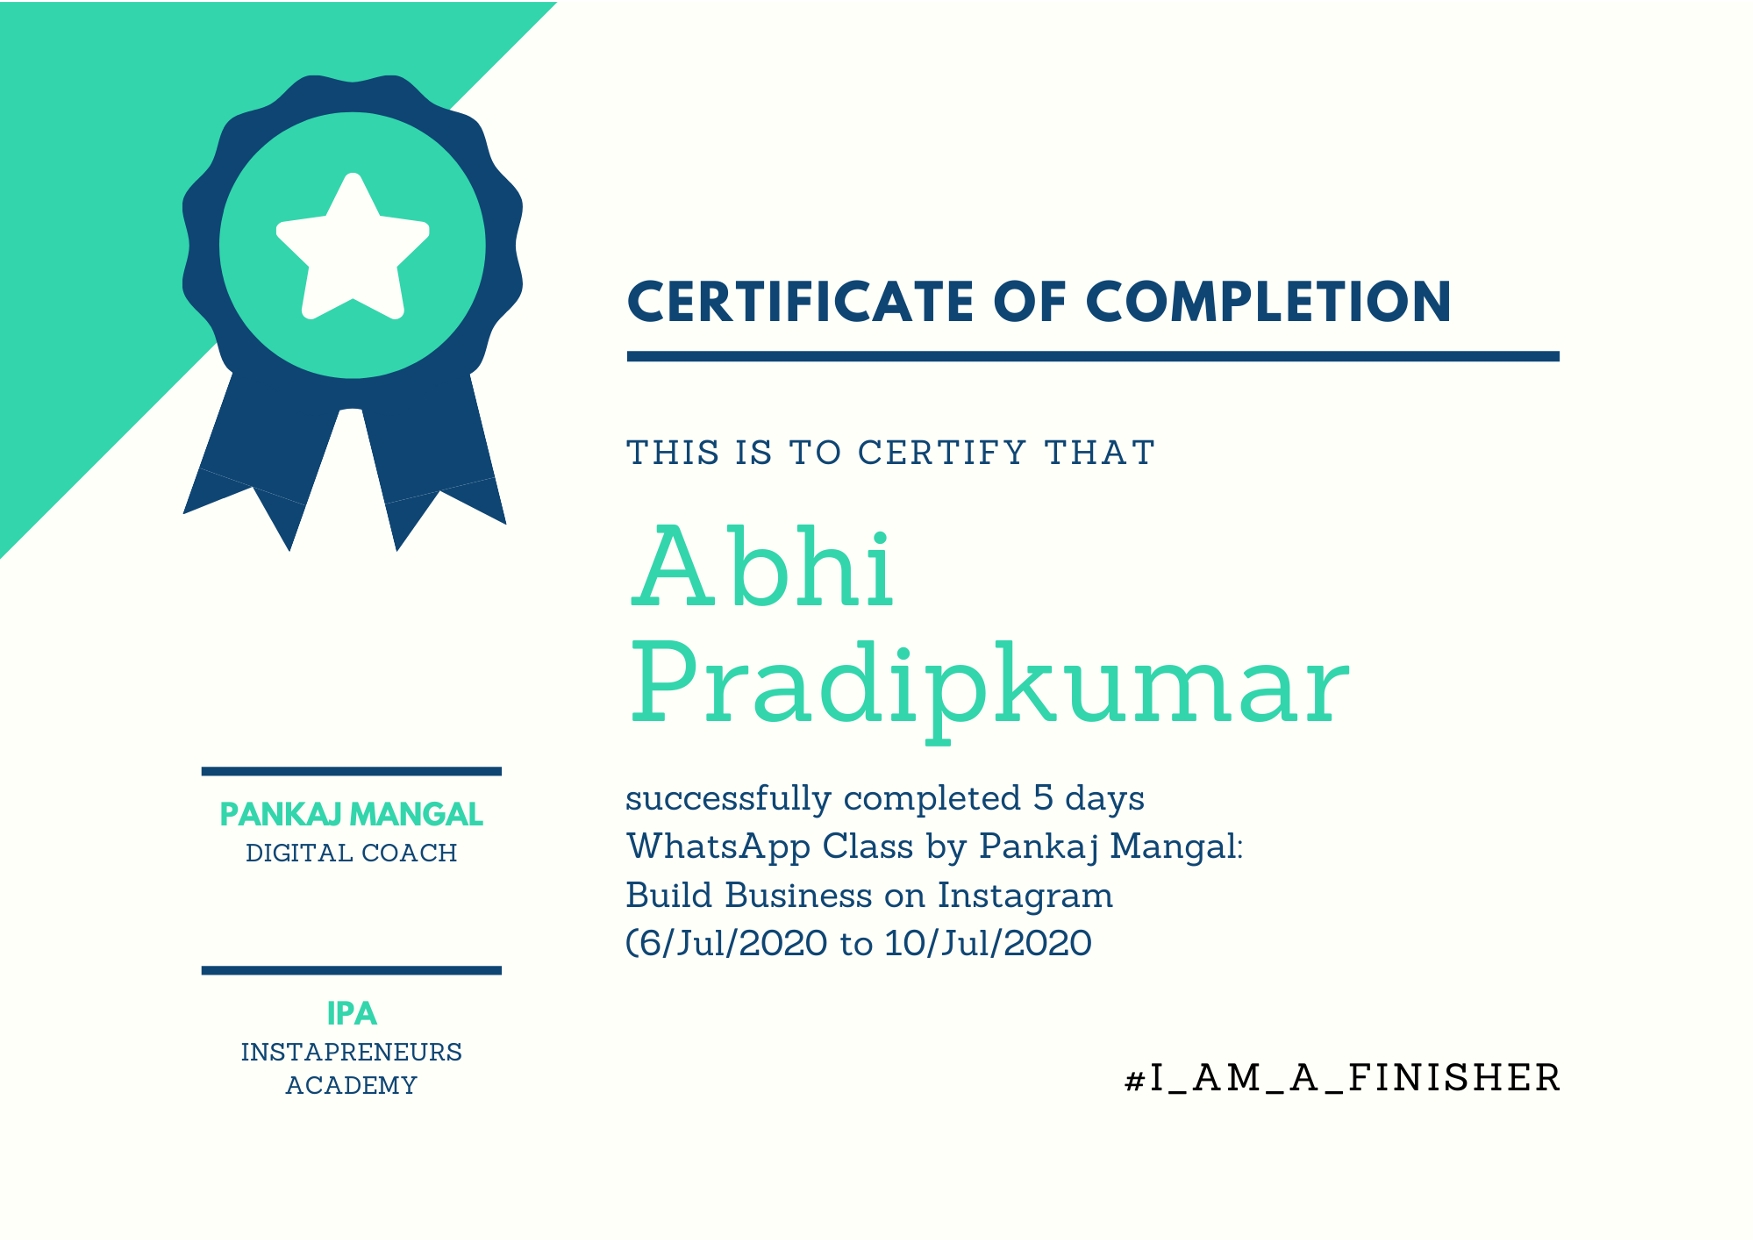 CERTIFICATE OF COMPLETION
THIS IS TO CERTIFY THAT
Abhi
Pradipkumar
successfully completed 5 days
WhatsApp Class by Pankaj Mangal:
Build Business on Instagram
(6/Jul/2020 to 10/Jul/2020
PANKAJ MANGAL
DIGITAL COACH
IPA
INSTAPRENEURS
ACADEMY
#I_AM_A_FINISHER